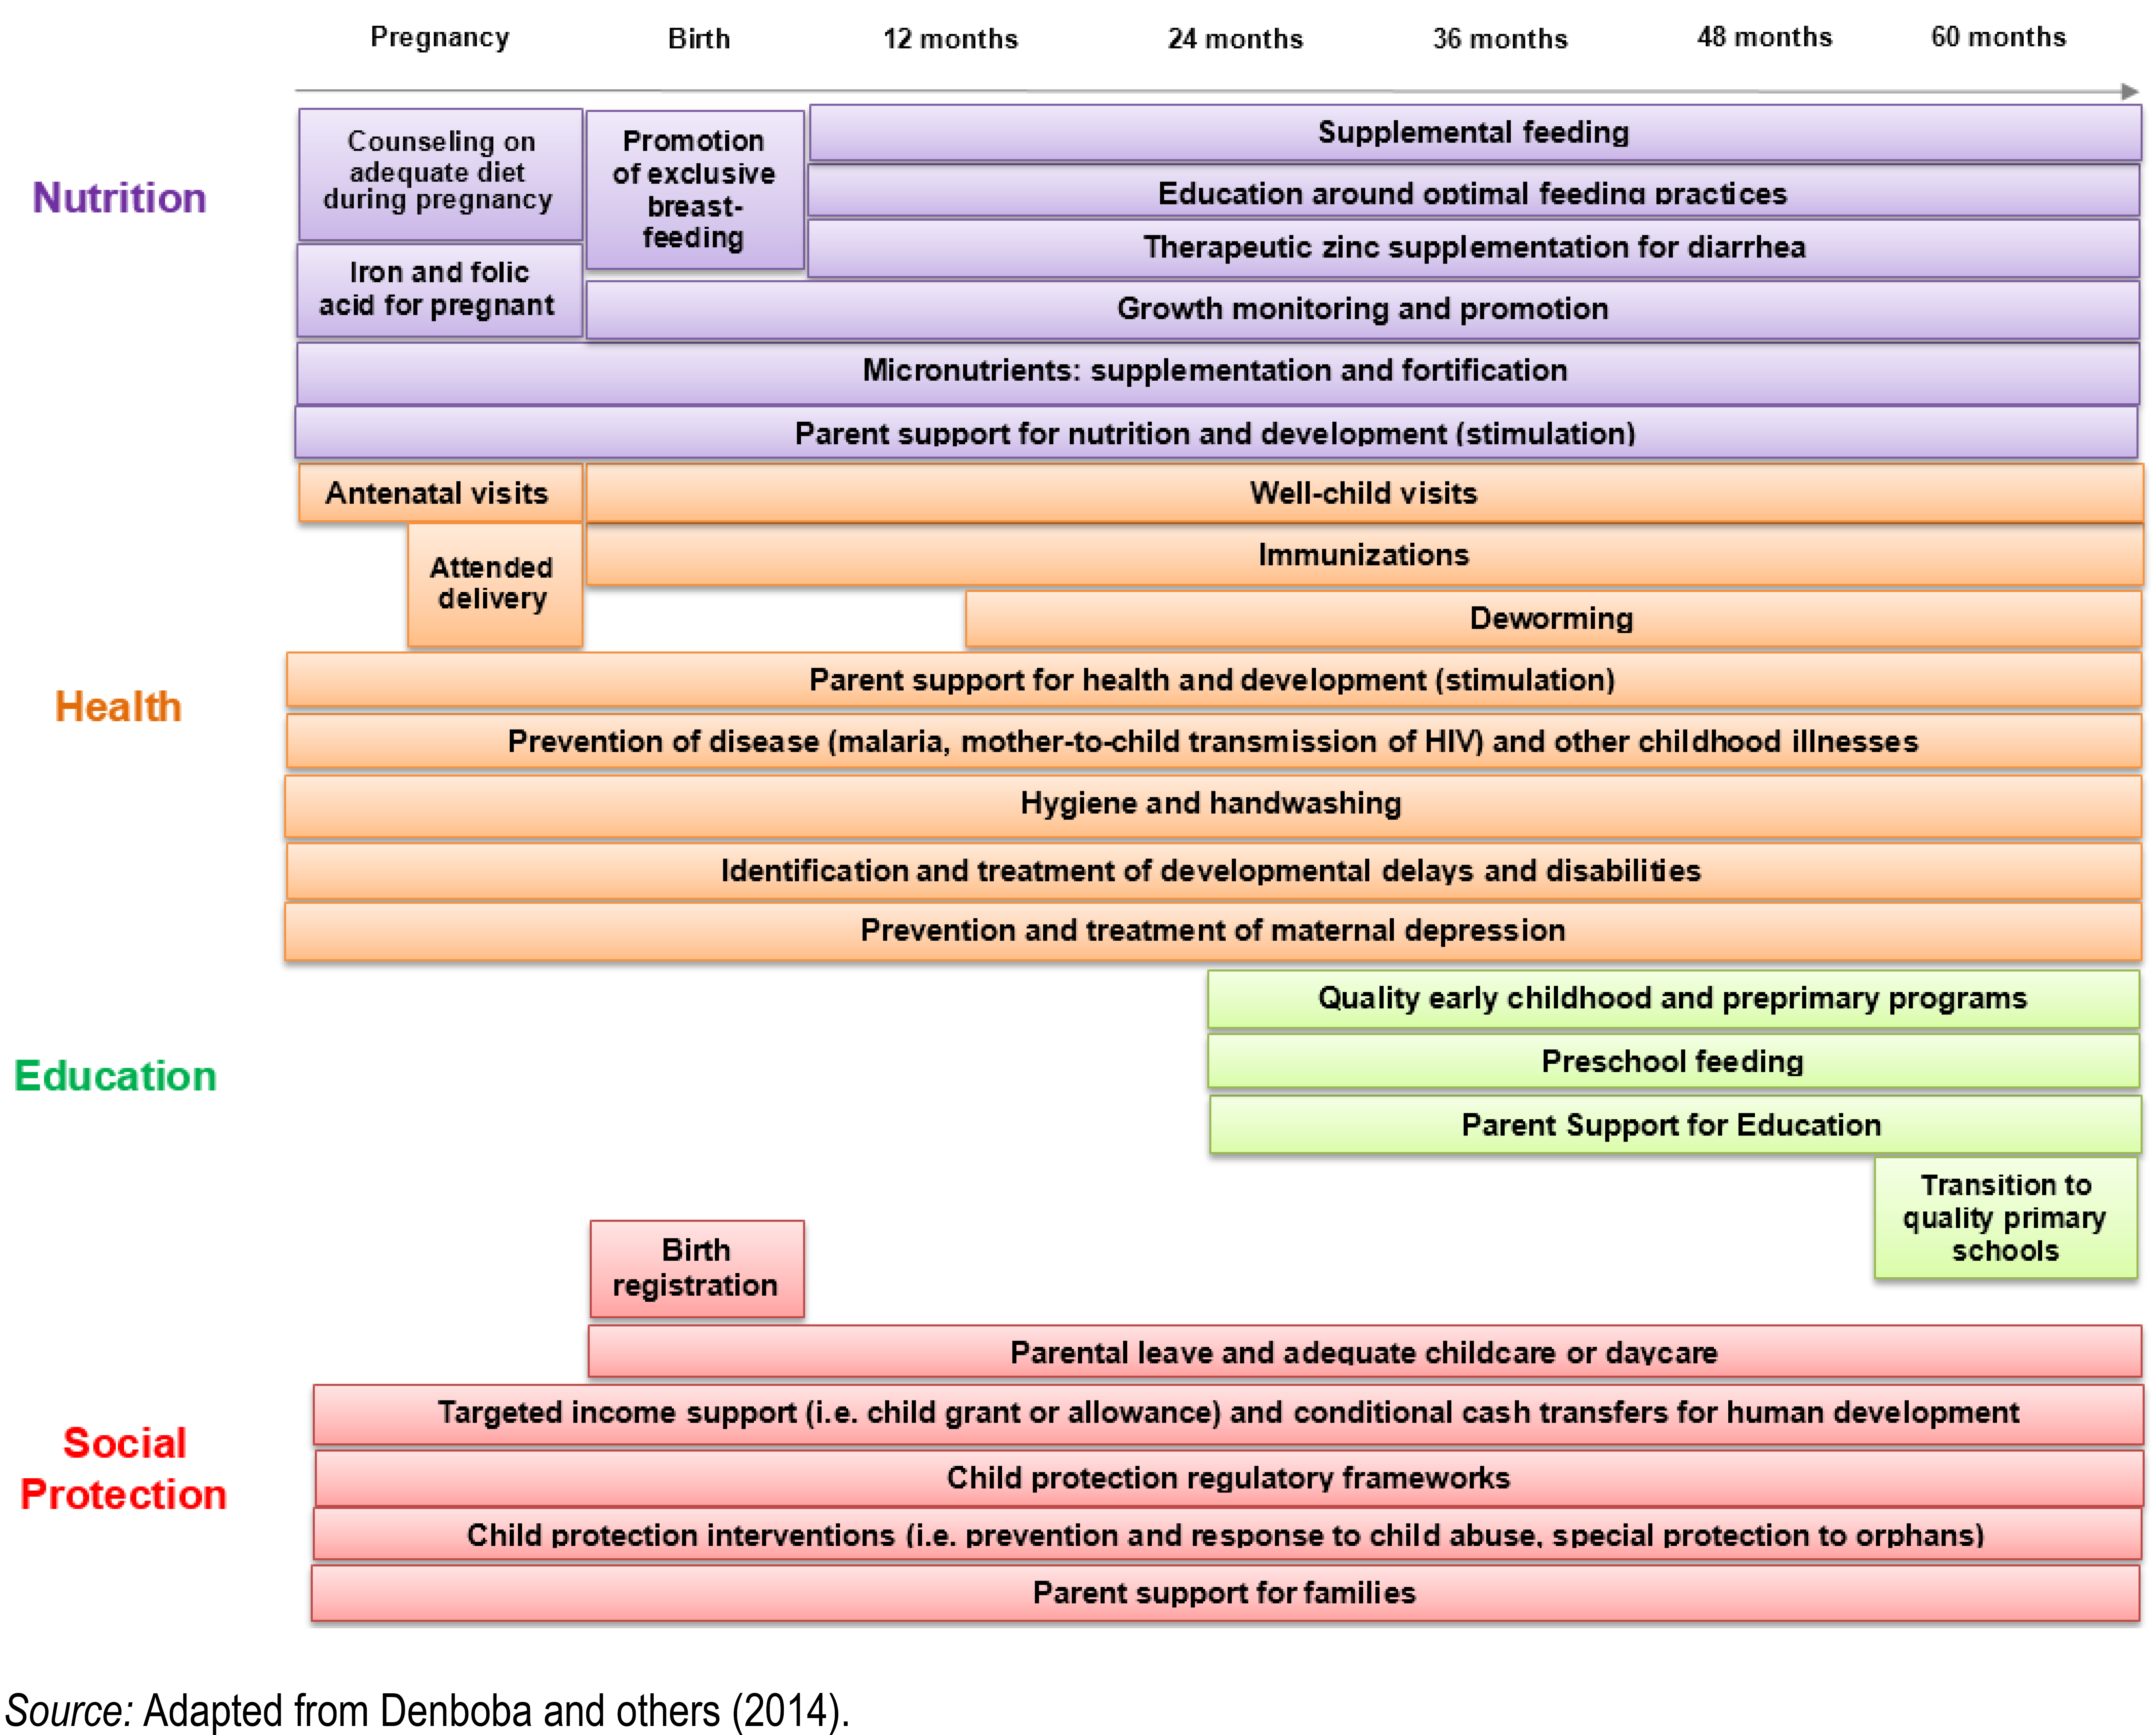 Pregnancy Birth 12 months 24 months 36 months 48 months 60 months
Nutrition
Counseling on
adequate diet
during pregnancy
Promotion
of exclusive
breast-
feeding
Supplemental feeding
Education around optimal feeding practices
Therapeutic zinc supplementation for diarrhea
Iron and folic
acid for pregnant
Growth monitoring and promotion
Micronutrients: supplementation and fortification
Parent support for nutrition and development (stimulation)
Health
Antenatal visits
Well-child visits
Attended
delivery
Immunizations
Deworming
Parent support for health and development (stimulation)
Prevention of disease (malaria, mother-to-child transmission of HIV) and other childhood illnesses
Hygiene and handwashing
Identification and treatment of developmental delays and disabilities
Prevention and treatment of maternal depression
Education
Quality early childhood and preprimary programs
Preschool feeding
Parent Support for Education
Transition to
quality primary
schools
Social
Protection
Birth
registration
Parental leave and adequate childcare or daycare
Targeted income support (i.e. child grant or allowance) and conditional cash transfers for human development
Child protection regulatory frameworks
Child protection interventions (i.e. prevention and response to child abuse, special protection to orphans)
Parent support for families
Source: Adapted from Denboba and others (2014).